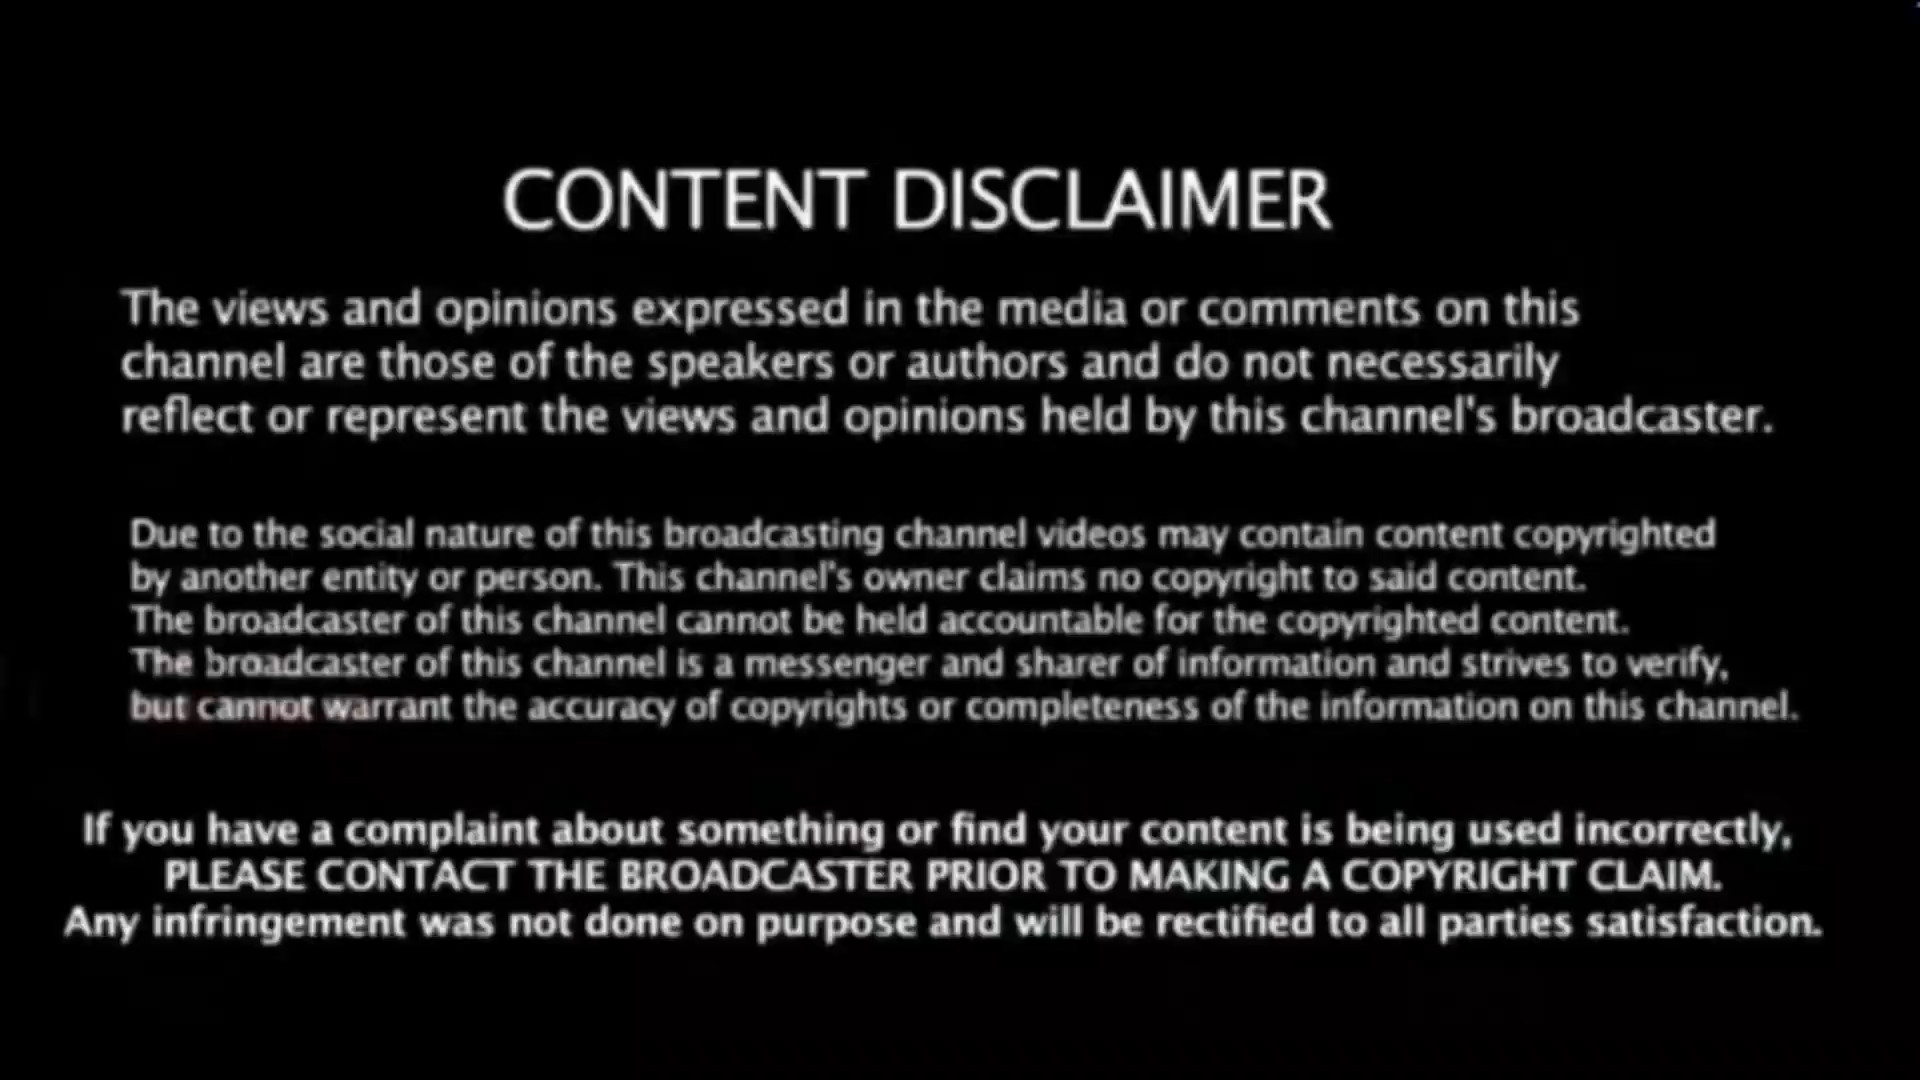 CONTENT DISCLAIMER
The views and opinions expressed in the media or comments on this
channel are those of the speakers or authors and do not necessarily
reflect or represent the views and opinions held by this channel's broadcaster.
Due to the social nature of this broadcasting channel videos may contain content copyrighted
by another entity or person. This channel's owner claims no copyright to said content.
The broadcaster of this channel cannot be held accountable for the copyrighted content.
The broadcaster of this channel is a messenger and sharer of information and strives to verify,
but cannot warrant the accuracy of copyrights or completeness of the information on this channel.
If you have a complaint about something or find your content is being used incorrectly,
PLEASE CONTACT THE BROADCASTER PRIOR TO MAKING A COPYRIGHT CLAIM.
Any infringement was not done on purpose and will be rectified to all parties satisfaction.